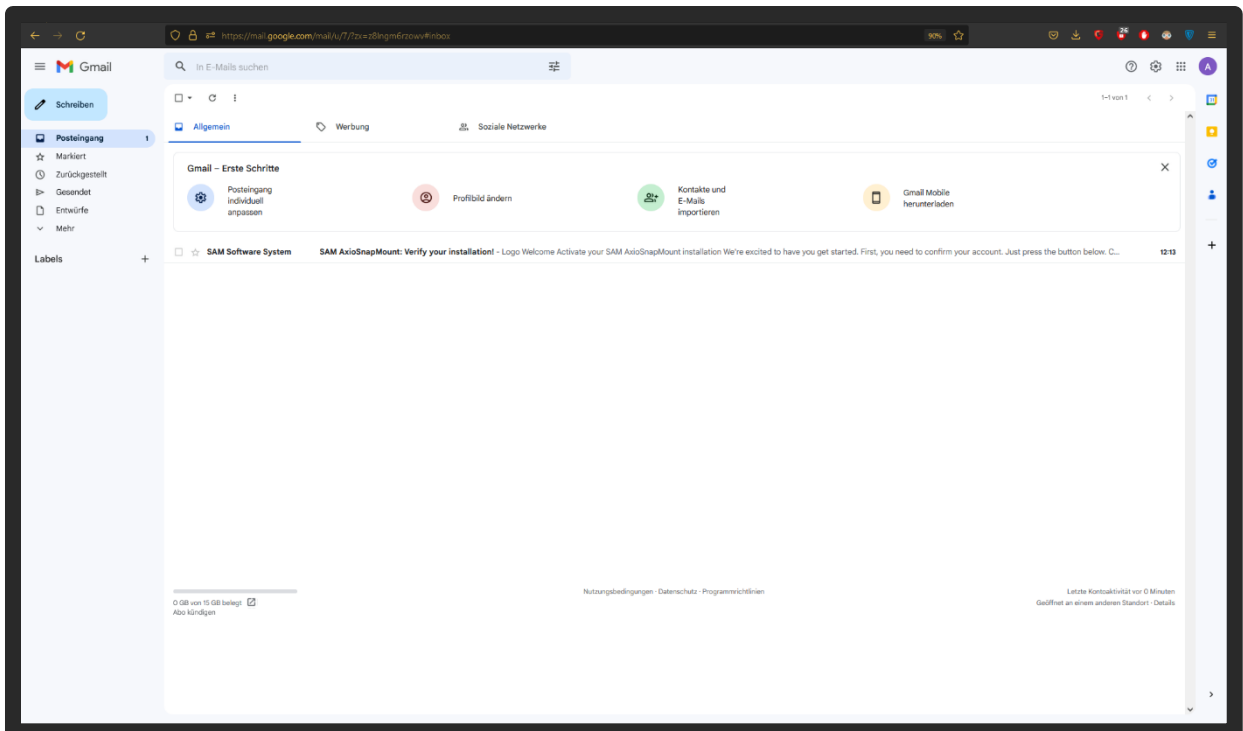 https://mail.google.com/mail/u/7/?zx=z8lngm6rzowv#inbox
90%
26
Gmail
In E-Mails suchen
A
Schreiben
1–1 von 1
Posteingang 1
Markiert
Zurückgestellt
Gesendet
Entwürfe
Mehr
Labels
Allgemein
Werbung
Soziale Netzwerke
Gmail – Erste Schritte
Posteingang
individuell
anpassen
Profilbild ändern
Kontakte und
E-Mails
importieren
Gmail Mobile
herunterladen
SAM Software System SAM AxioSnapMount: Verify your installation! - Logo Welcome Activate your SAM AxioSnapMount installation We're excited to have you get started. First, you need to confirm your account. Just press the button below. C... 12:13
0 GB von 15 GB belegt
Abo kündigen
Nutzungsbedingungen · Datenschutz · Programmrichtlinien
Letzte Kontoaktivität vor 0 Minuten
Geöffnet an einem anderen Standort · Details